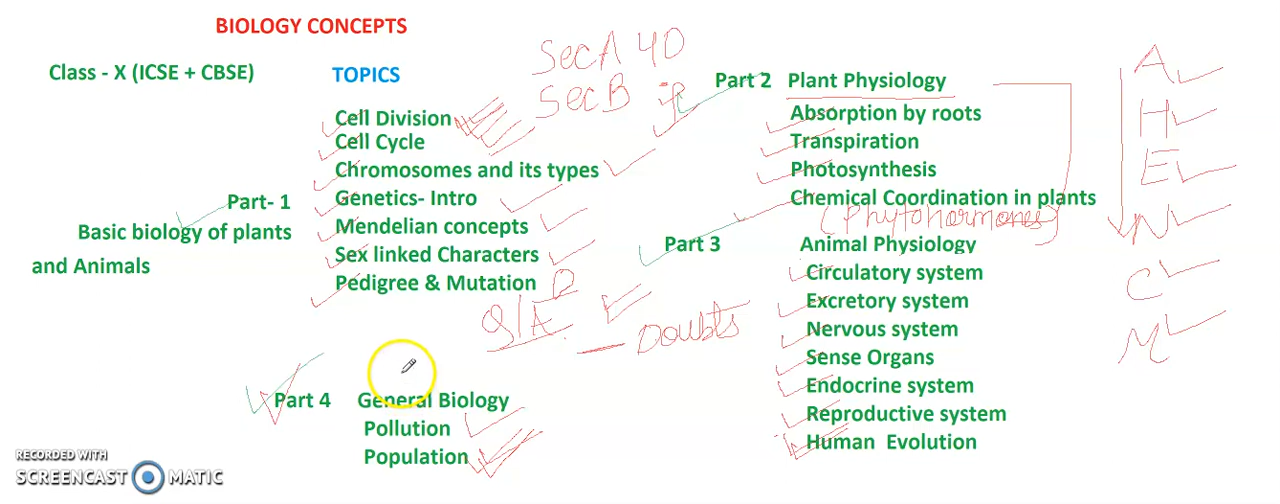 BIOLOGY CONCEPTS
Class - X (ICSE + CBSE)
TOPICS
Cell Division
Cell Cycle
Chromosomes and its types
Part- 1
Genetics- Intro
Basic biology of plants
and Animals
Mendelian concepts
Sex linked Characters
Pedigree & Mutation
Sec A 40
Sec B
Part 2 Plant Physiology
Absorption by roots
Transpiration
Photosynthesis
Chemical Coordination in plants
(Phytohormones)
Part 3 Animal Physiology
Circulatory system
Excretory system
Nervous system
Sense Organs
Endocrine system
Reproductive system
Human Evolution
Doubts
Part 4 General Biology
Pollution
Population
A
H
E
N
C
M
RECORDED WITH
SCREENCAST MATIC